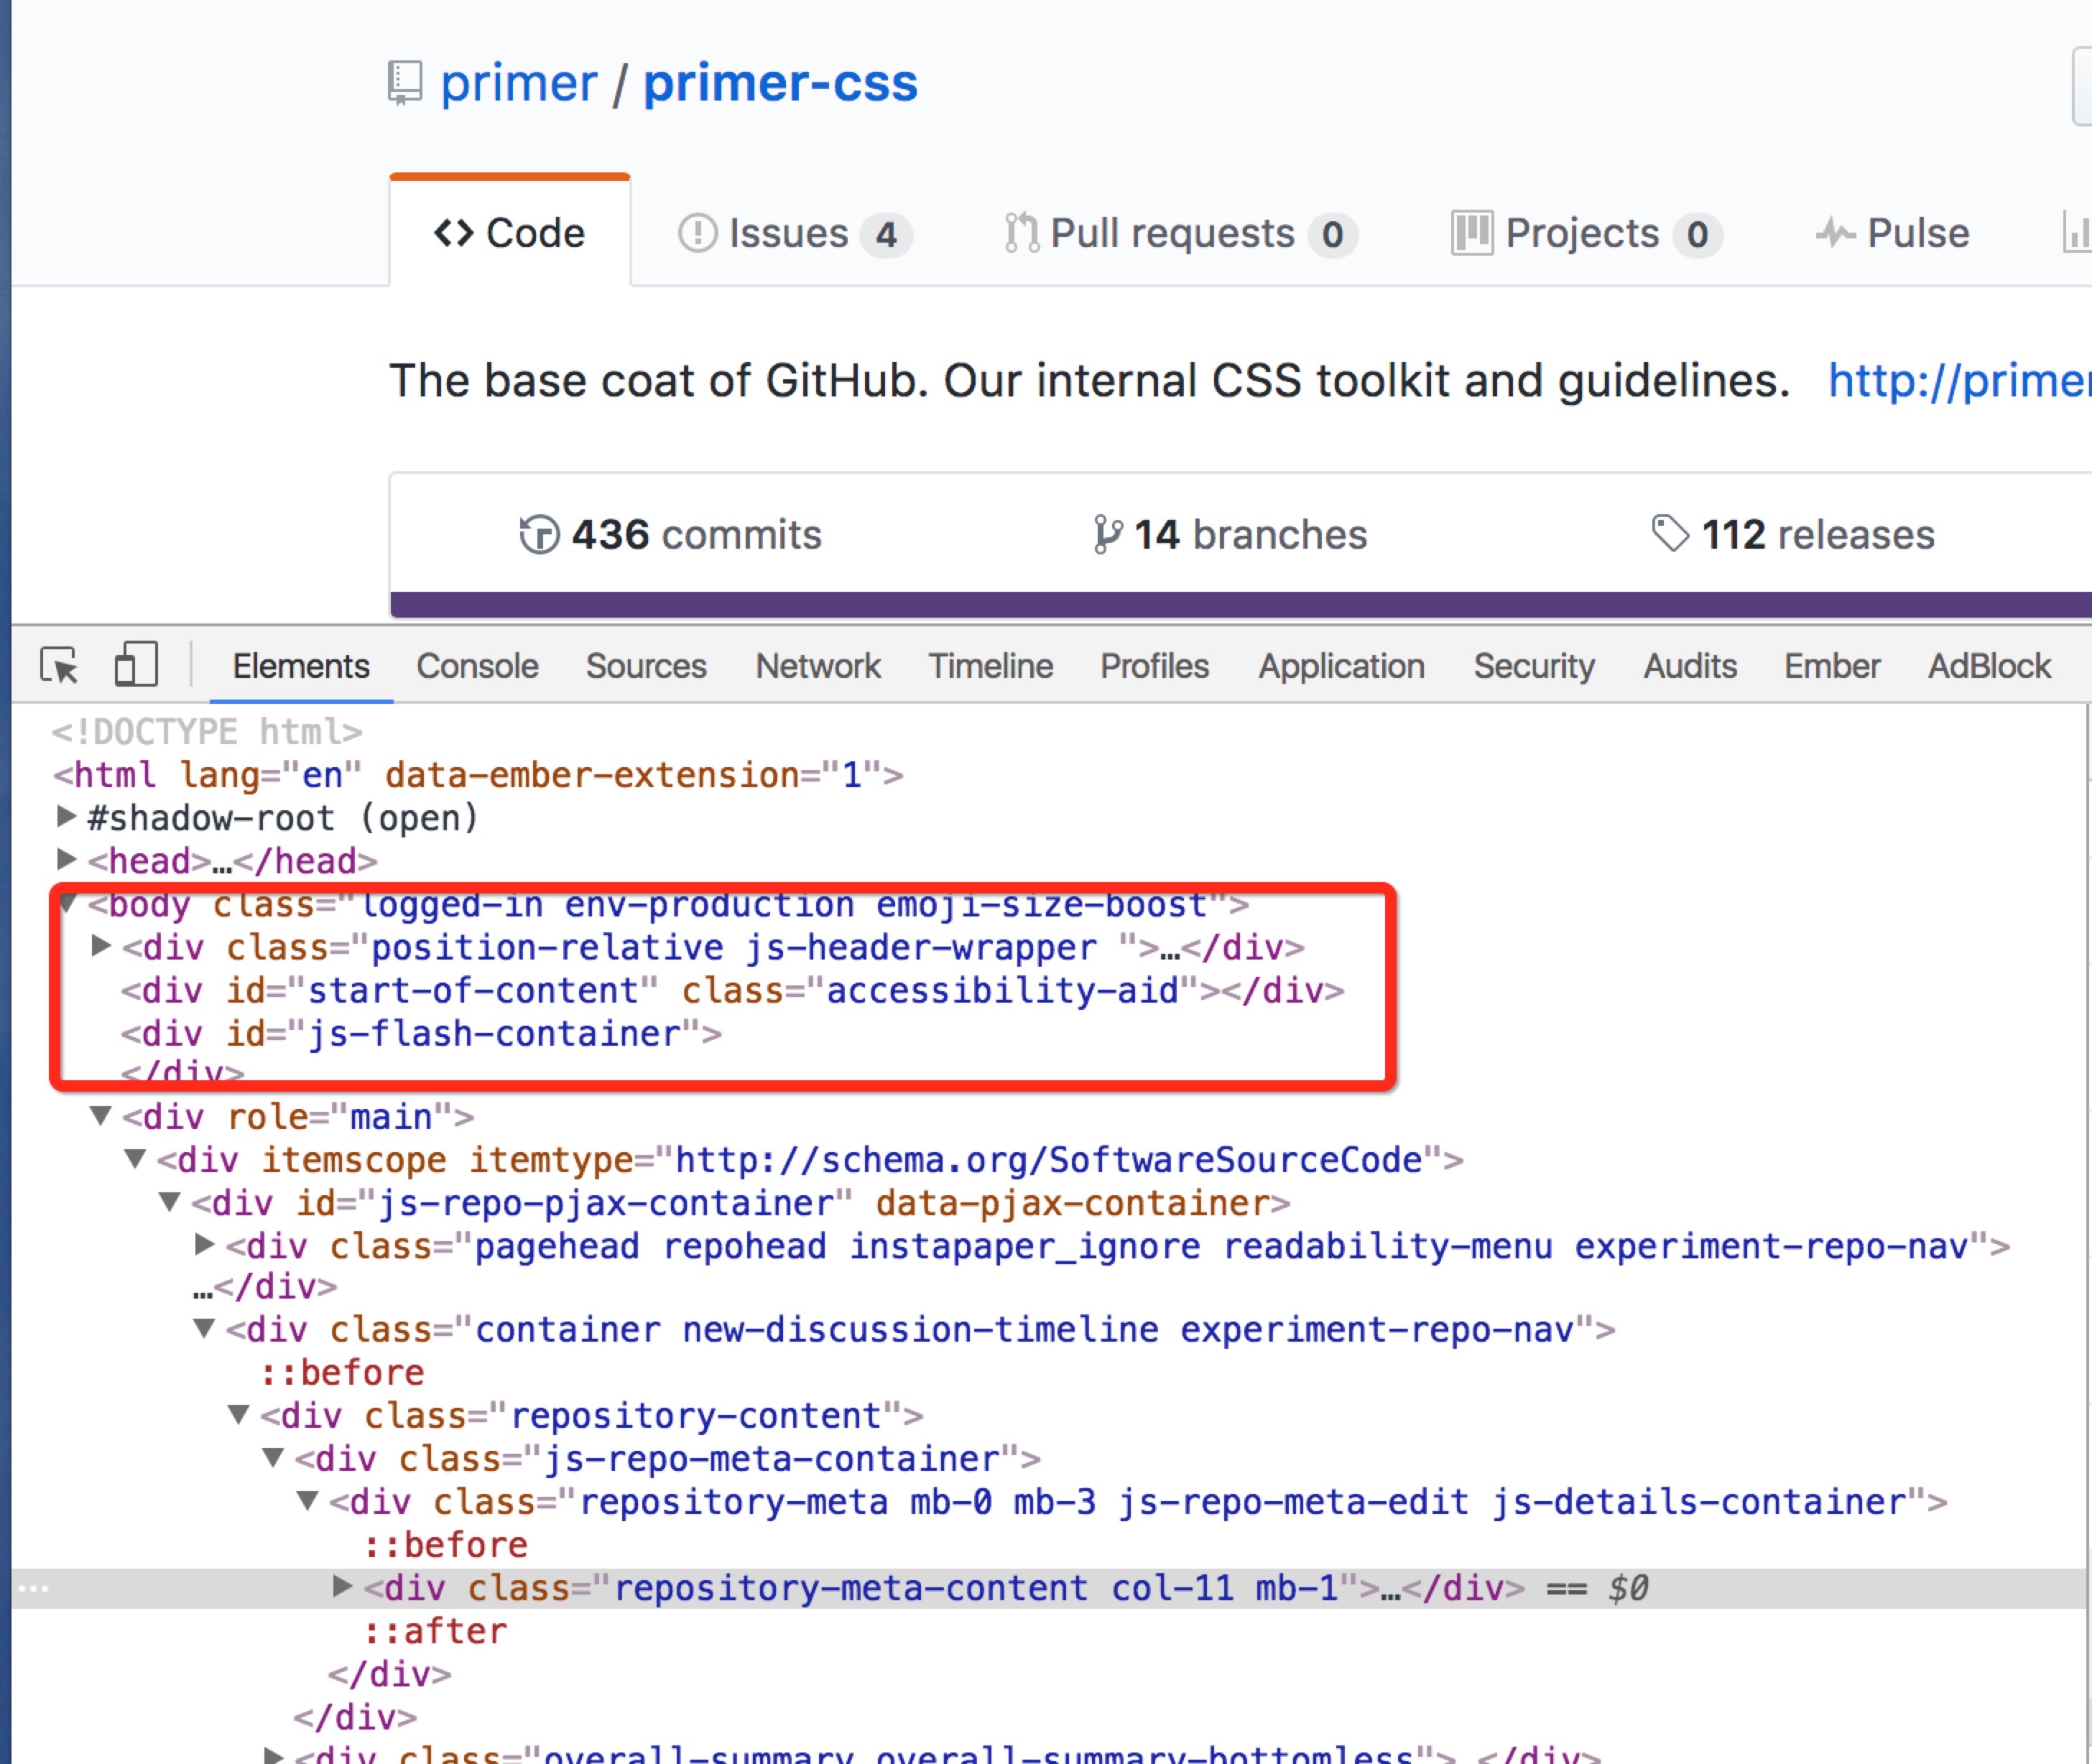 primer / primer-css
Code Issues 4 Pull requests 0 Projects 0 Pulse
The base coat of GitHub. Our internal CSS toolkit and guidelines. http://primer
436 commits 14 branches 112 releases
Elements Console Sources Network Timeline Profiles Application Security Audits Ember AdBlock
<!DOCTYPE html>
<html lang="en" data-ember-extension="1">
#shadow-root (open)
<head>…</head>
<body class="logged-in env-production emoji-size-boost">
<div class="position-relative js-header-wrapper ">…</div>
<div id="start-of-content" class="accessibility-aid"></div>
<div id="js-flash-container">
</div>
<div role="main">
<div itemscope itemtype="http://schema.org/SoftwareSourceCode">
<div id="js-repo-pjax-container" data-pjax-container>
<div class="pagehead repohead instapaper_ignore readability-menu experiment-repo-nav">
…</div>
<div class="container new-discussion-timeline experiment-repo-nav">
::before
<div class="repository-content">
<div class="js-repo-meta-container">
<div class="repository-meta mb-0 mb-3 js-repo-meta-edit js-details-container">
::before
<div class="repository-meta-content col-11 mb-1">…</div> == $0
::after
</div>
</div>
<div class="overall-summary overall-summary-bottomless">…</div>